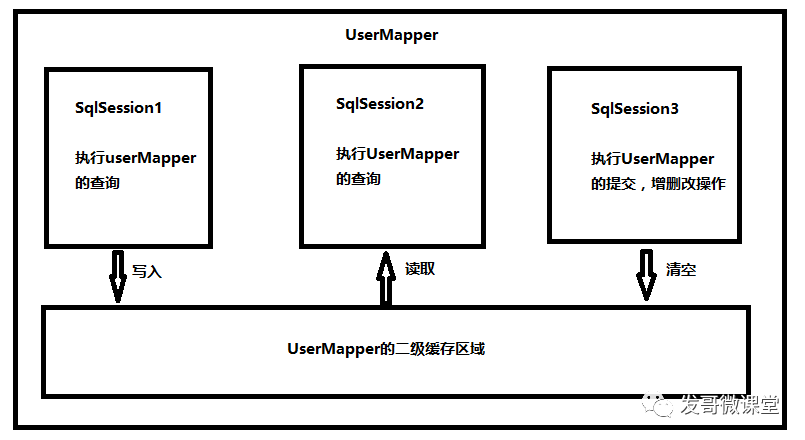 UserMapper
SqlSession1
执行userMapper
的查询
SqlSession2
执行UserMapper
的查询
SqlSession3
执行UserMapper
的提交，增删改操作
写入
读取
清空
UserMapper的二级缓存区域
发哥微课堂